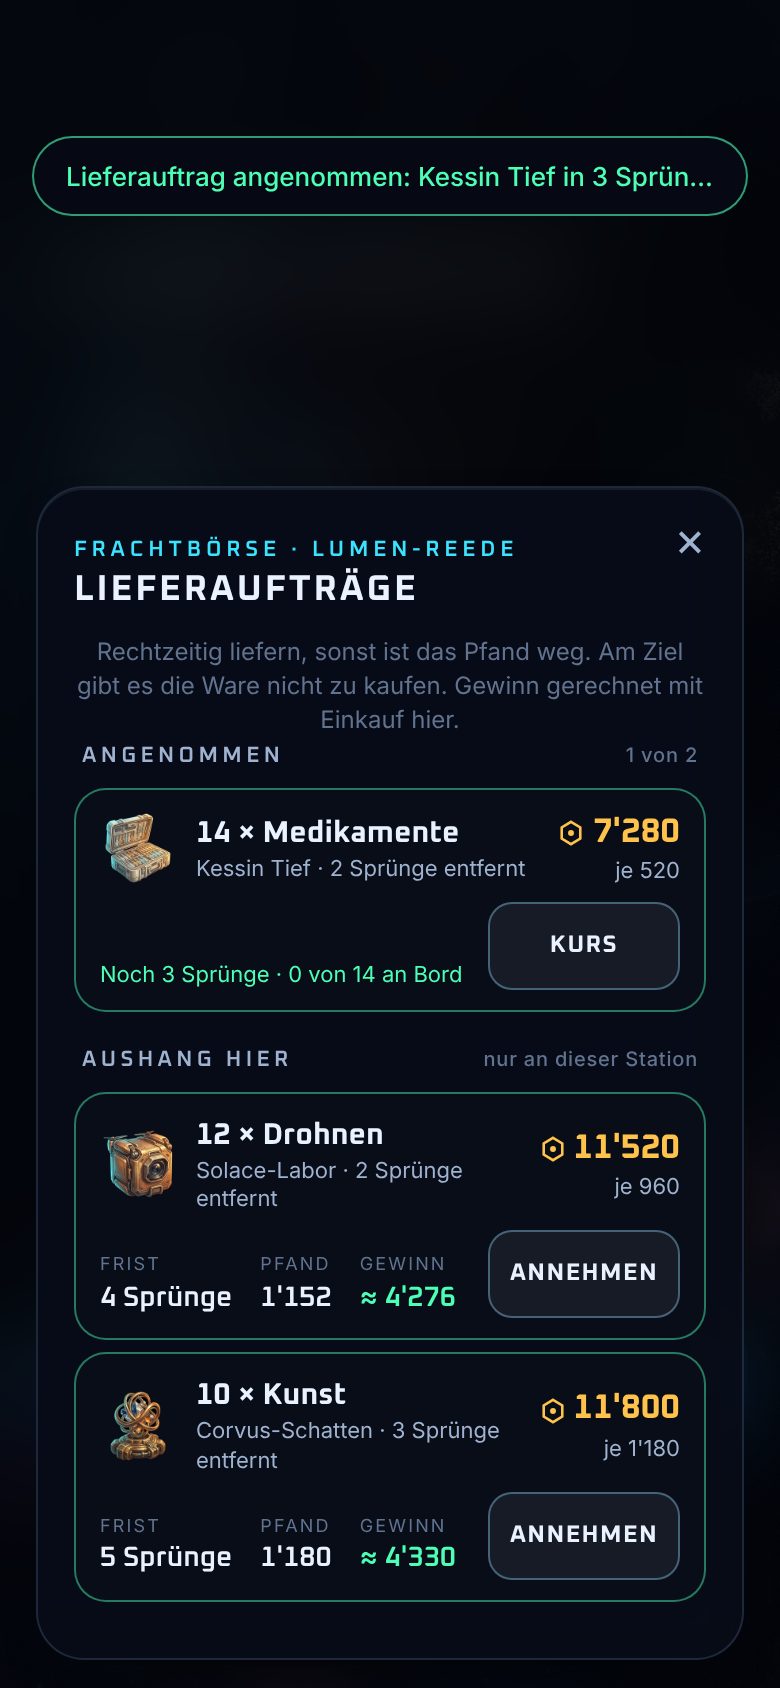 Lieferauftrag angenommen: Kessin Tief in 3 Sprün...
FRACHTBÖRSE · LUMEN-REEDE
LIEFERAUFTRÄGE
Rechtzeitig liefern, sonst ist das Pfand weg. Am Ziel
gibt es die Ware nicht zu kaufen. Gewinn gerechnet mit
Einkauf hier.
ANGENOMMEN 1 von 2
14 × Medikamente 7'280
Kessin Tief · 2 Sprünge entfernt je 520
KURS
Noch 3 Sprünge · 0 von 14 an Bord
AUSHANG HIER nur an dieser Station
12 × Drohnen 11'520
Solace-Labor · 2 Sprünge
entfernt
je 960
FRIST PFAND GEWINN
4 Sprünge 1'152 ≈ 4'276
ANNEHMEN
10 × Kunst 11'800
Corvus-Schatten · 3 Sprünge
entfernt
je 1'180
FRIST PFAND GEWINN
5 Sprünge 1'180 ≈ 4'330
ANNEHMEN